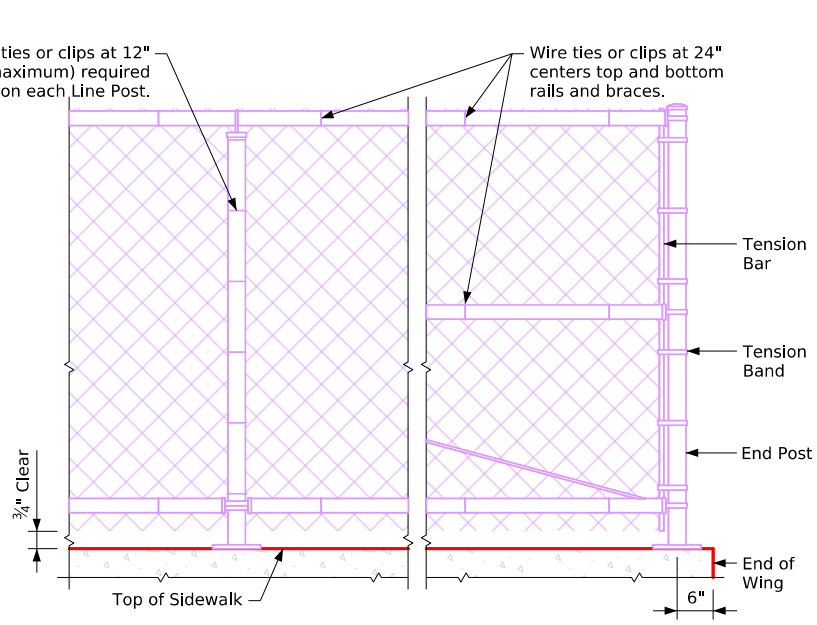 ties or clips at 12"
aximum) required
on each Line Post.
Wire ties or clips at 24"
centers top and bottom
rails and braces.
Tension
Bar
Tension
Band
End Post
¾" Clear
End of
Wing
Top of Sidewalk
6"